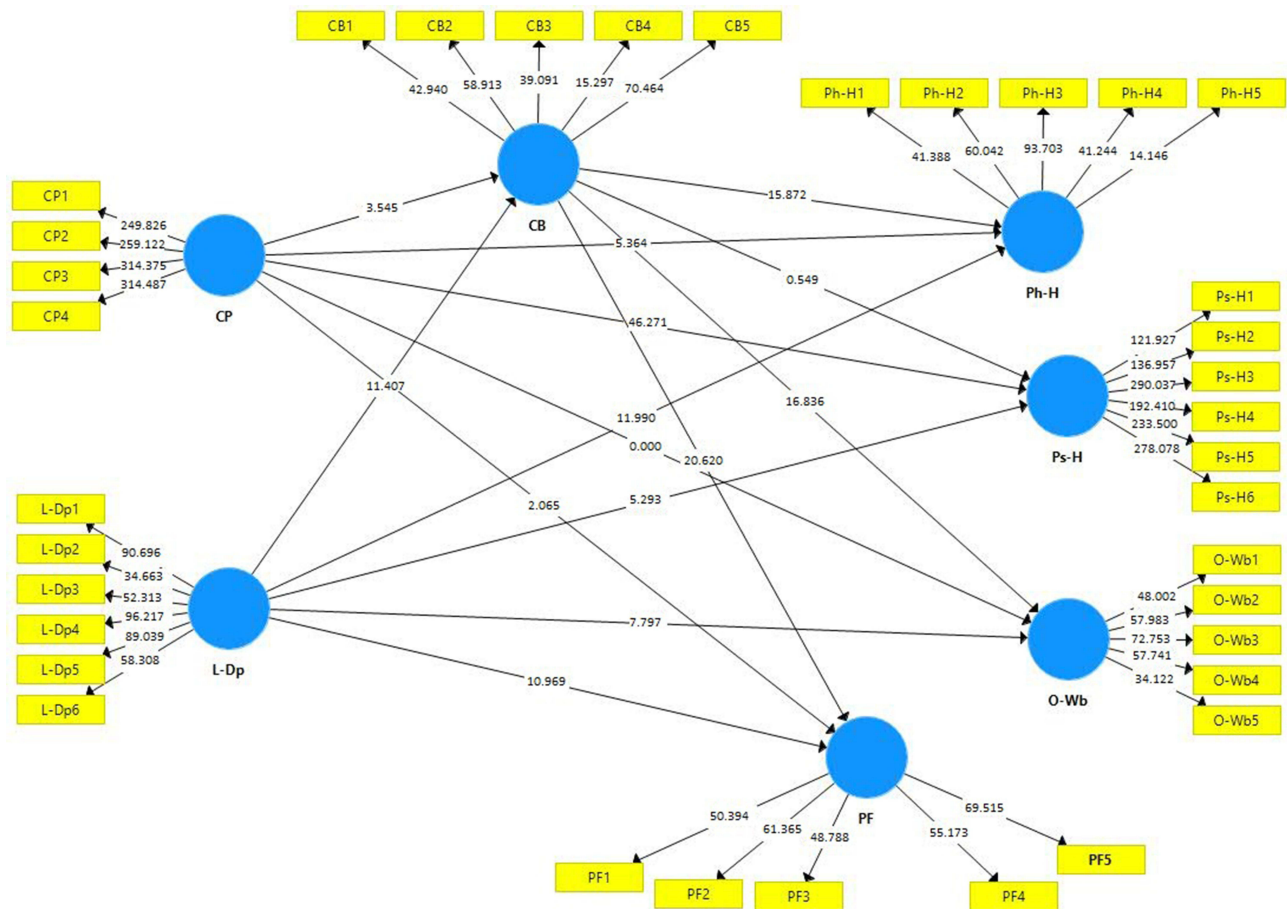 CB1
CB2
CB3
CB4
CB5
42.940
58.913
39.091
15.297
70.464
CB
Ph-H1
Ph-H2
Ph-H3
Ph-H4
Ph-H5
41.388
60.042
93.703
41.244
14.146
Ph-H
CP1
CP2
CP3
CP4
249.826
259.122
314.375
314.487
CP
3.545
15.872
5.364
0.549
46.271
11.407
16.836
11.990
0.000
20.620
5.293
2.065
7.797
10.969
Ps-H1
Ps-H2
Ps-H3
Ps-H4
Ps-H5
Ps-H6
121.927
136.957
290.037
192.410
233.500
278.078
Ps-H
L-Dp1
L-Dp2
L-Dp3
L-Dp4
L-Dp5
L-Dp6
90.696
34.663
52.313
96.217
89.039
58.308
L-Dp
O-Wb1
O-Wb2
O-Wb3
O-Wb4
O-Wb5
48.002
57.983
72.753
57.741
34.122
O-Wb
PF
50.394
61.365
48.788
55.173
69.515
PF1
PF2
PF3
PF4
PF5